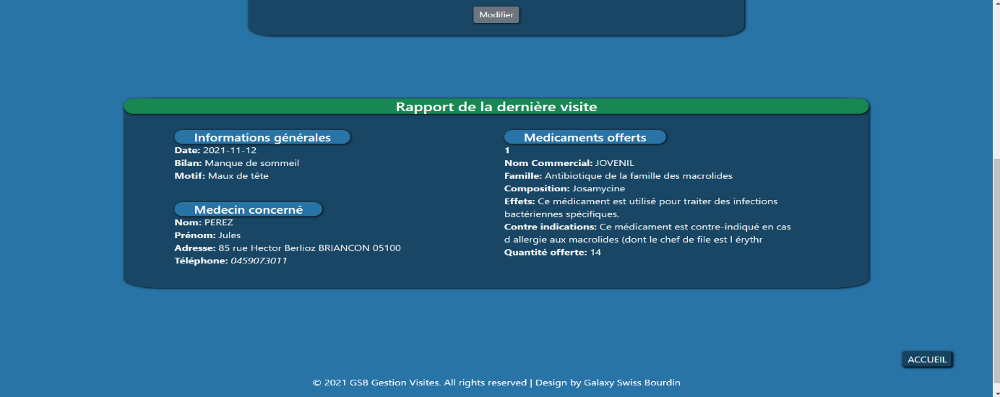 Modifier
Rapport de la dernière visite
Informations générales
Date: 2021-11-12
Bilan: Manque de sommeil
Motif: Maux de tête
Medecin concerné
Nom: PEREZ
Prénom: Jules
Adresse: 85 rue Hector Berlioz BRIANCON 05100
Téléphone: 0459073011
Medicaments offerts
1
Nom Commercial: JOVENIL
Famille: Antibiotique de la famille des macrolides
Composition: Josamycine
Effets: Ce médicament est utilisé pour traiter des infections
bactériennes spécifiques.
Contre indications: Ce médicament est contre-indiqué en cas
d allergie aux macrolides (dont le chef de file est l érythr
Quantité offerte: 14
ACCUEIL
© 2021 GSB Gestion Visites. All rights reserved | Design by Galaxy Swiss Bourdin